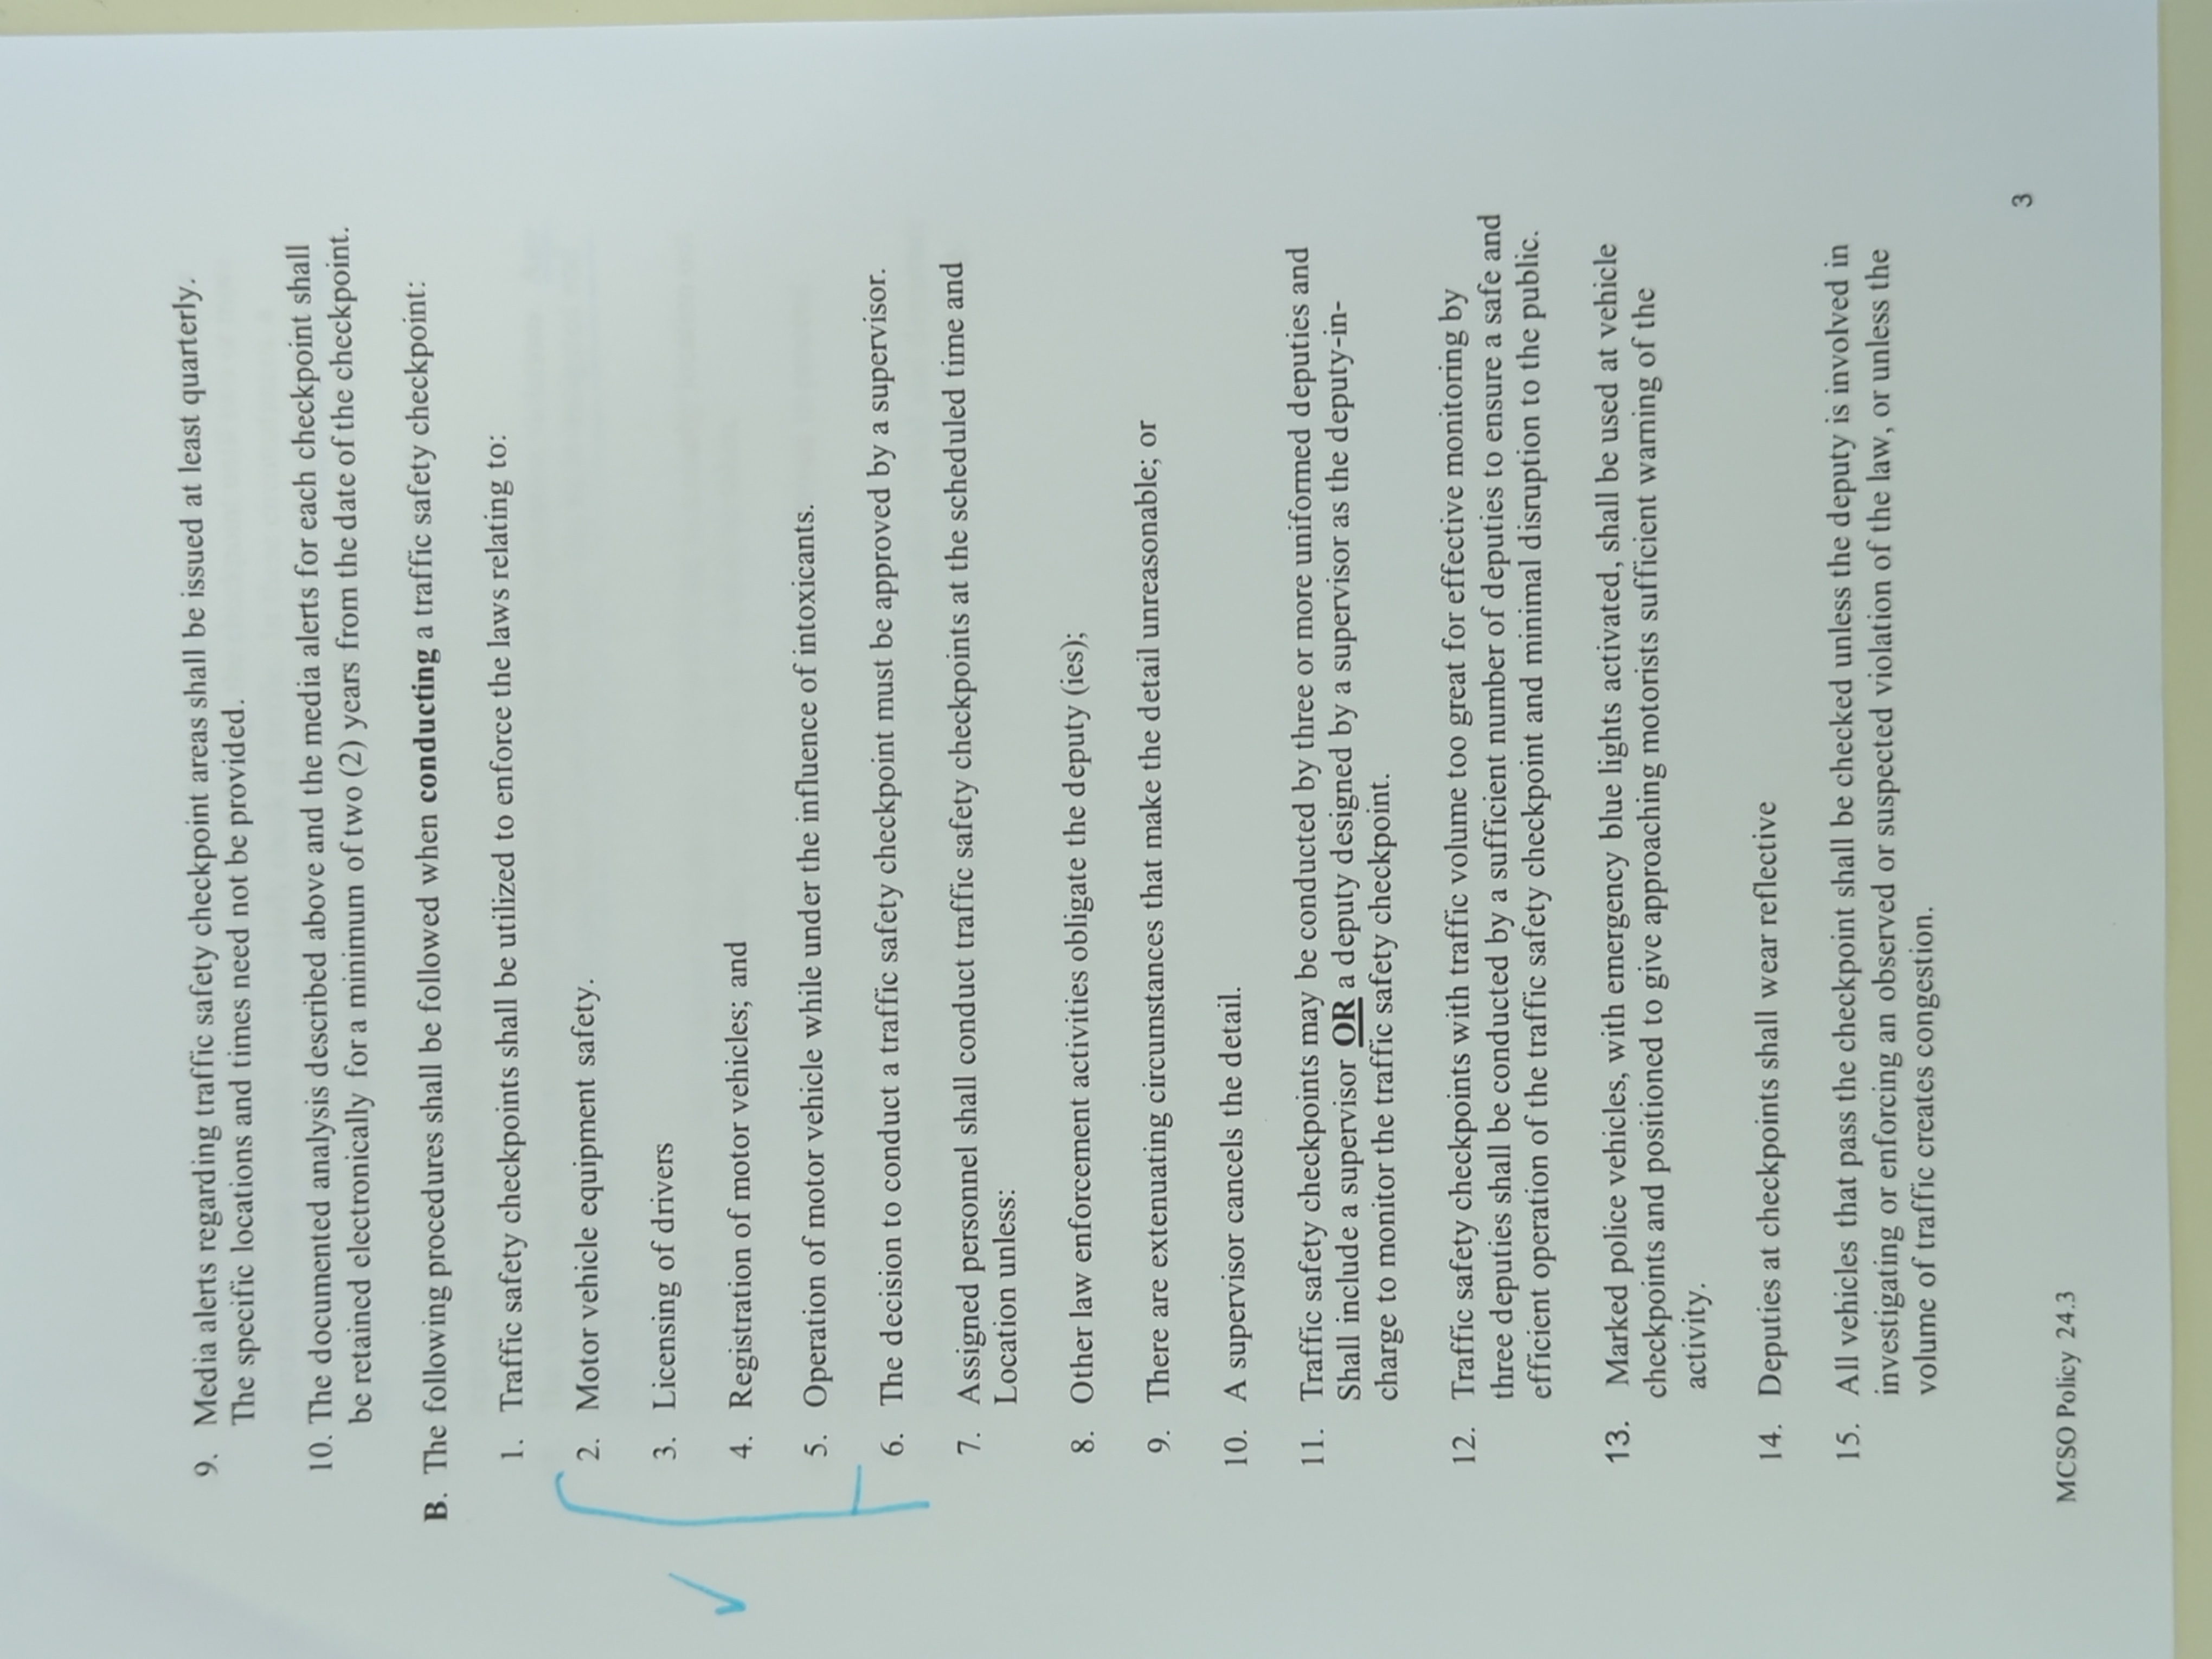 9. Media alerts regarding traffic safety checkpoint areas shall be issued at least quarterly.
The specific locations and times need not be provided.
10. The documented analysis described above and the media alerts for each checkpoint shall
be retained electronically for a minimum of two (2) years from the date of the checkpoint.
B. The following procedures shall be followed when conducting a traffic safety checkpoint:
1. Traffic safety checkpoints shall be utilized to enforce the laws relating to:
2. Motor vehicle equipment safety.
3. Licensing of drivers
4. Registration of motor vehicles; and
5. Operation of motor vehicle while under the influence of intoxicants.
6. The decision to conduct a traffic safety checkpoint must be approved by a supervisor.
7. Assigned personnel shall conduct traffic safety checkpoints at the scheduled time and
Location unless:
8. Other law enforcement activities obligate the deputy (ies);
9. There are extenuating circumstances that make the detail unreasonable; or
10. A supervisor cancels the detail.
11. Traffic safety checkpoints may be conducted by three or more uniformed deputies and
Shall include a supervisor OR a deputy designed by a supervisor as the deputy-in-
charge to monitor the traffic safety checkpoint.
12. Traffic safety checkpoints with traffic volume too great for effective monitoring by
three deputies shall be conducted by a sufficient number of deputies to ensure a safe and
efficient operation of the traffic safety checkpoint and minimal disruption to the public.
13. Marked police vehicles, with emergency blue lights activated, shall be used at vehicle
checkpoints and positioned to give approaching motorists sufficient warning of the
activity.
14. Deputies at checkpoints shall wear reflective
15. All vehicles that pass the checkpoint shall be checked unless the deputy is involved in
investigating or enforcing an observed or suspected violation of the law, or unless the
volume of traffic creates congestion.
3
MCSO Policy 24.3